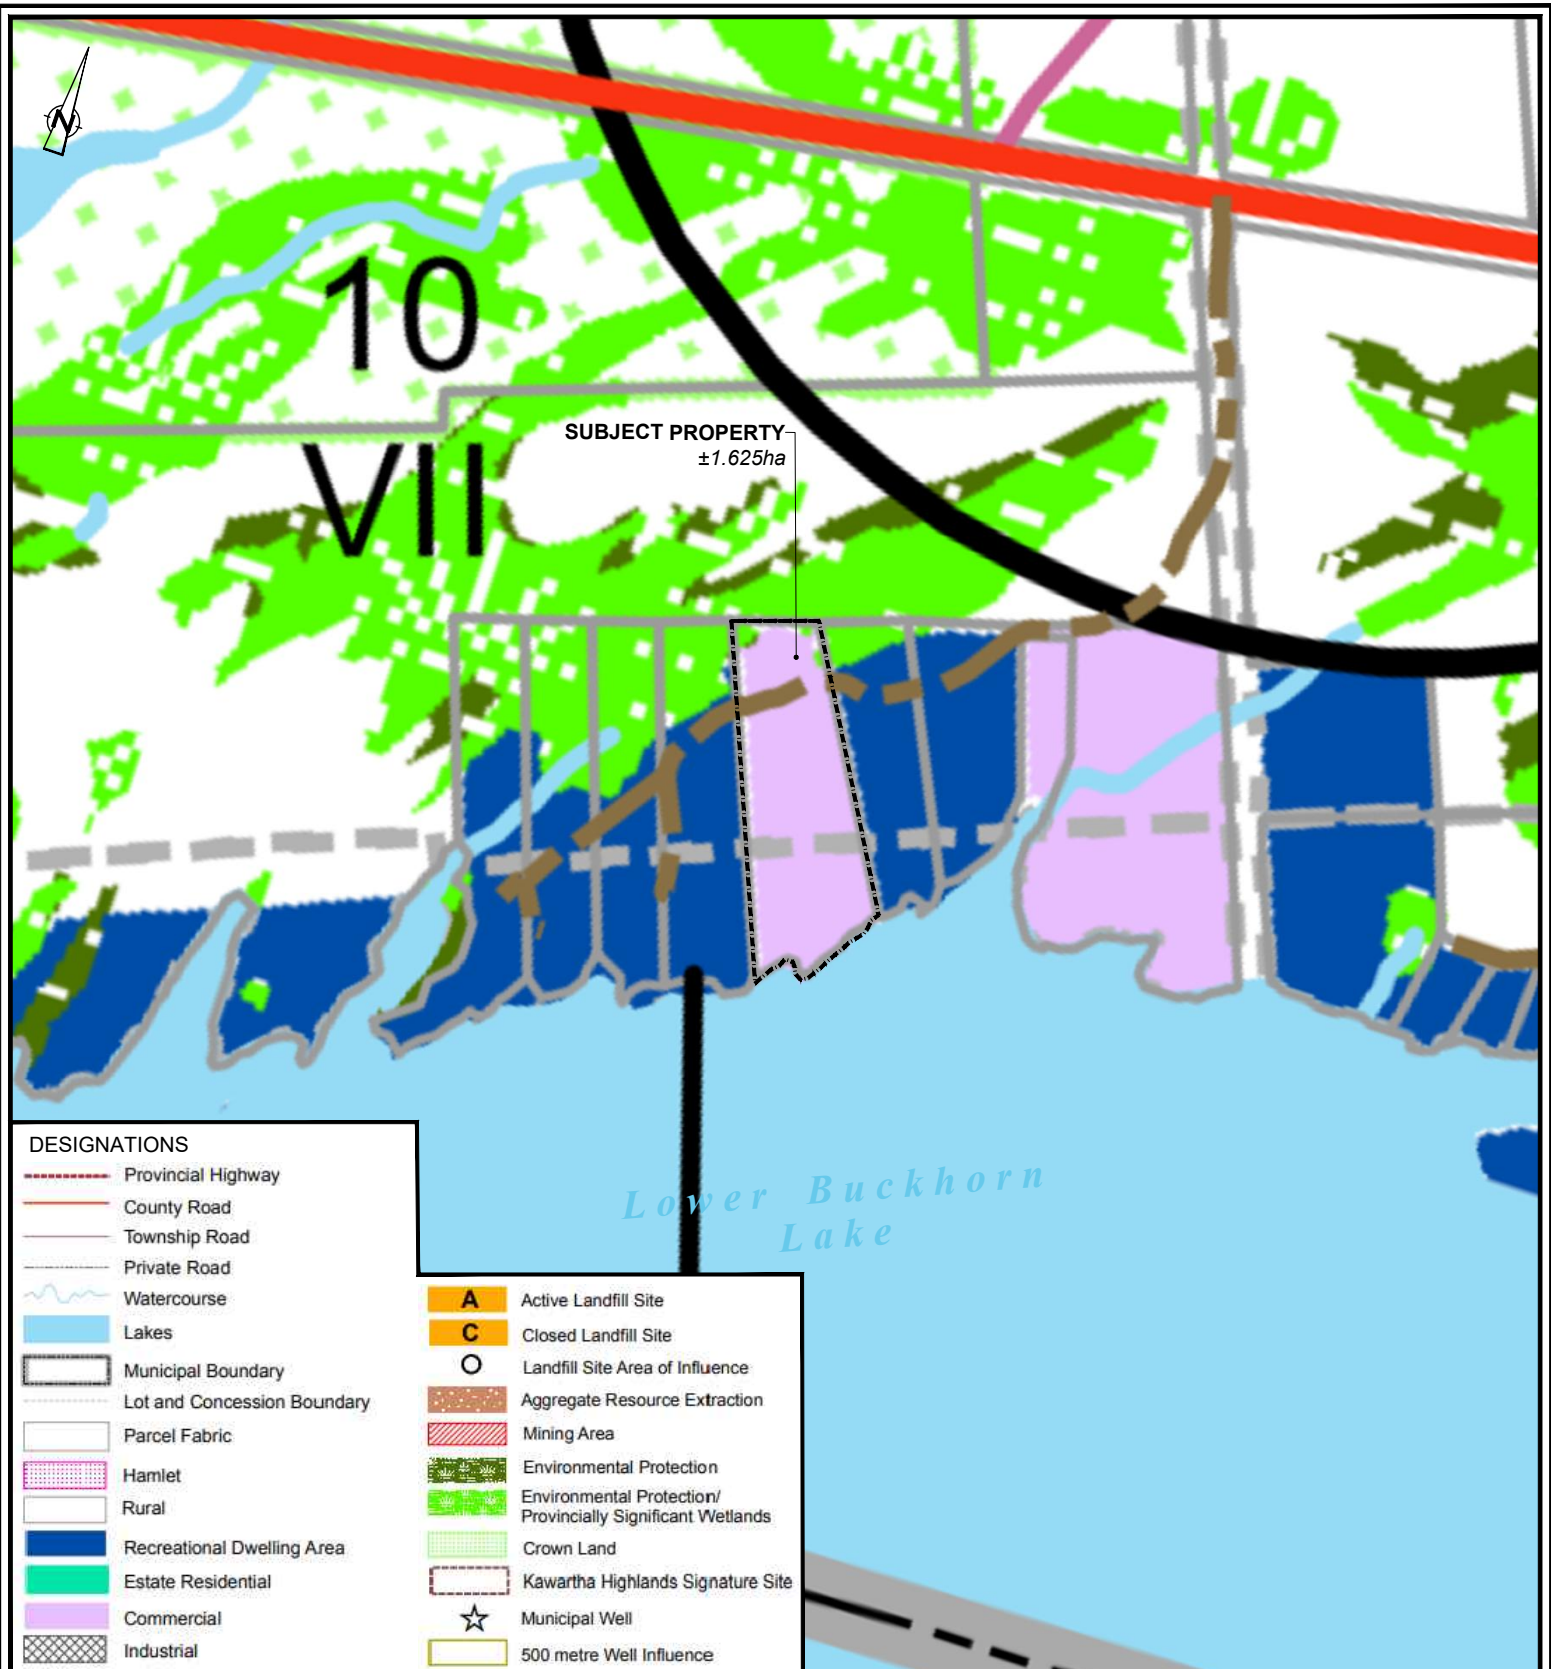 N
10
VII
SUBJECT PROPERTY
±1.625ha
Lower Buckhorn
Lake
DESIGNATIONS
Provincial Highway
County Road
Township Road
Private Road
Watercourse
Lakes
Municipal Boundary
Lot and Concession Boundary
Parcel Fabric
Hamlet
Rural
Recreational Dwelling Area
Estate Residential
Commercial
Industrial
A Active Landfill Site
C Closed Landfill Site
Landfill Site Area of Influence
Aggregate Resource Extraction
Mining Area
Environmental Protection
Environmental Protection/
Provincially Significant Wetlands
Crown Land
Kawartha Highlands Signature Site
Municipal Well
500 metre Well Influence